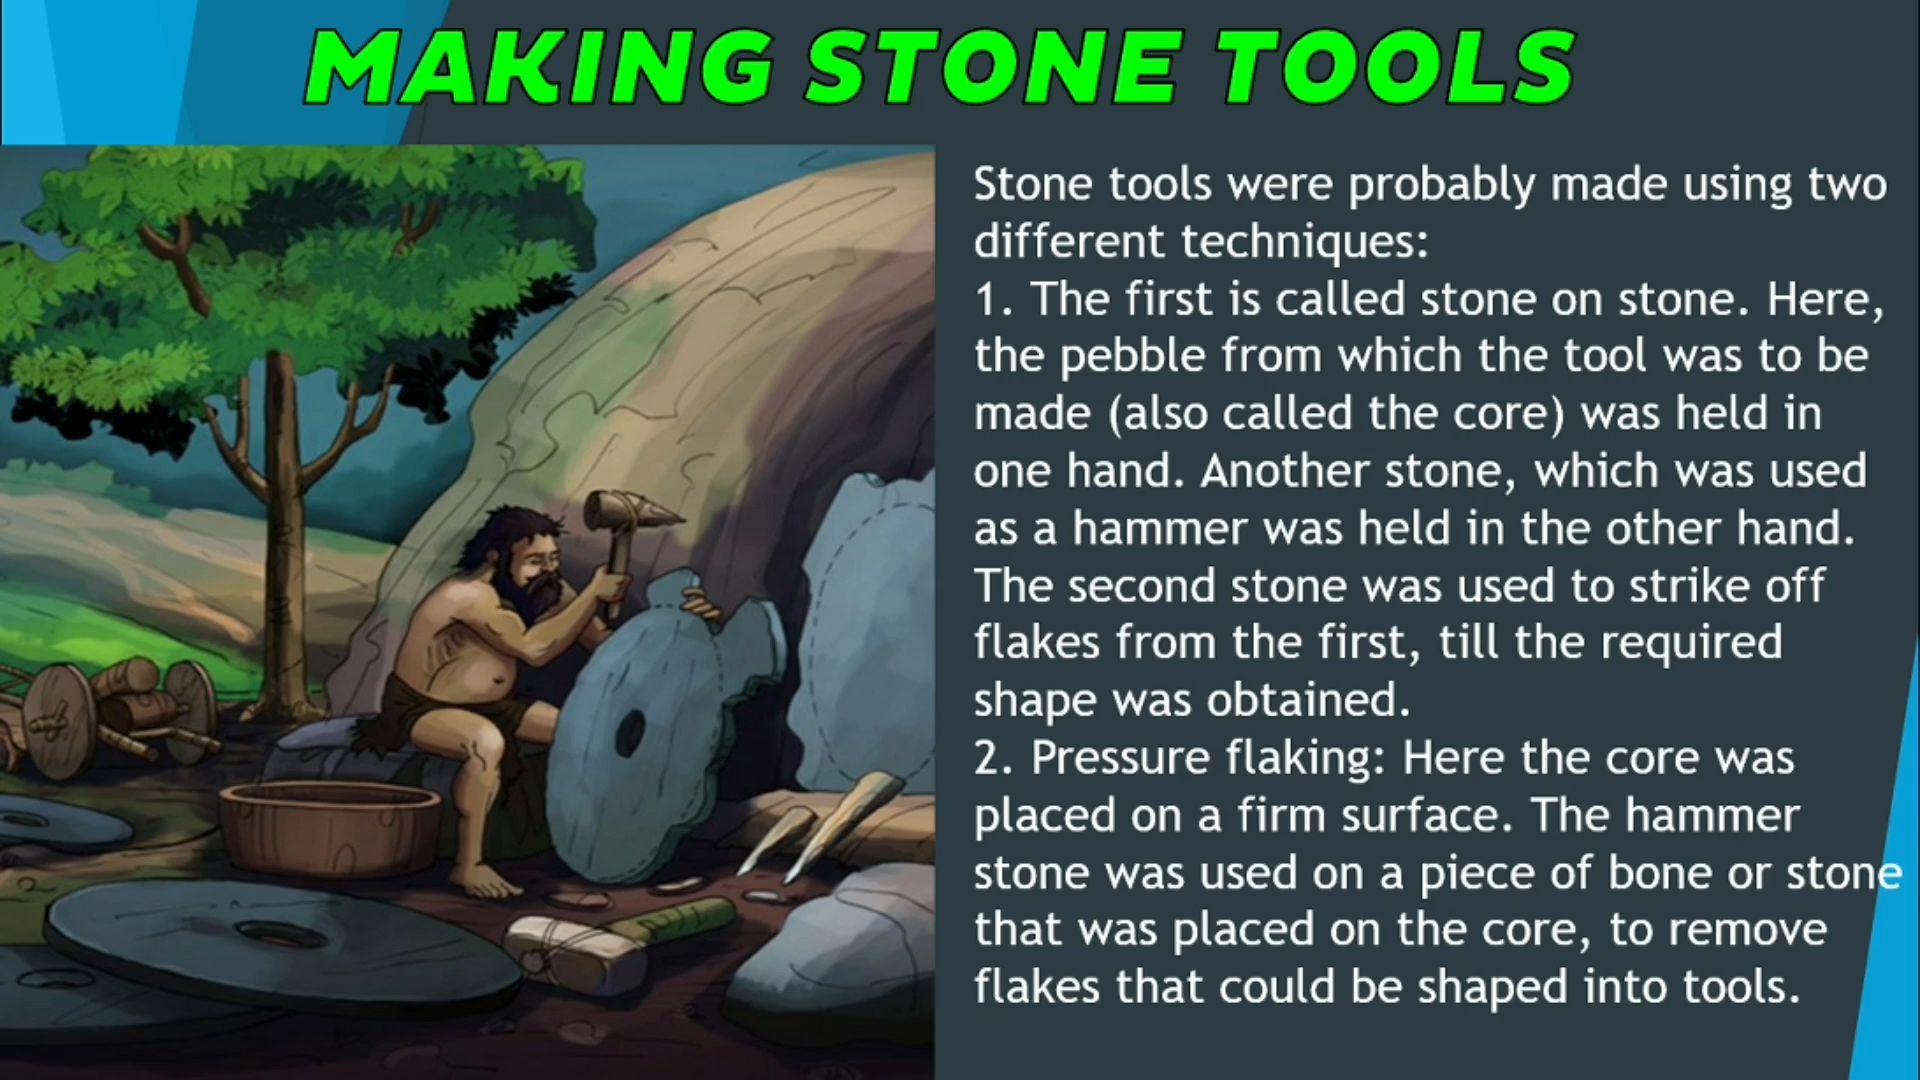 MAKING STONE TOOLS
Stone tools were probably made using two
different techniques:
1. The first is called stone on stone. Here,
the pebble from which the tool was to be
made (also called the core) was held in
one hand. Another stone, which was used
as a hammer was held in the other hand.
The second stone was used to strike off
flakes from the first, till the required
shape was obtained.
2. Pressure flaking: Here the core was
placed on a firm surface. The hammer
stone was used on a piece of bone or stone
that was placed on the core, to remove
flakes that could be shaped into tools.